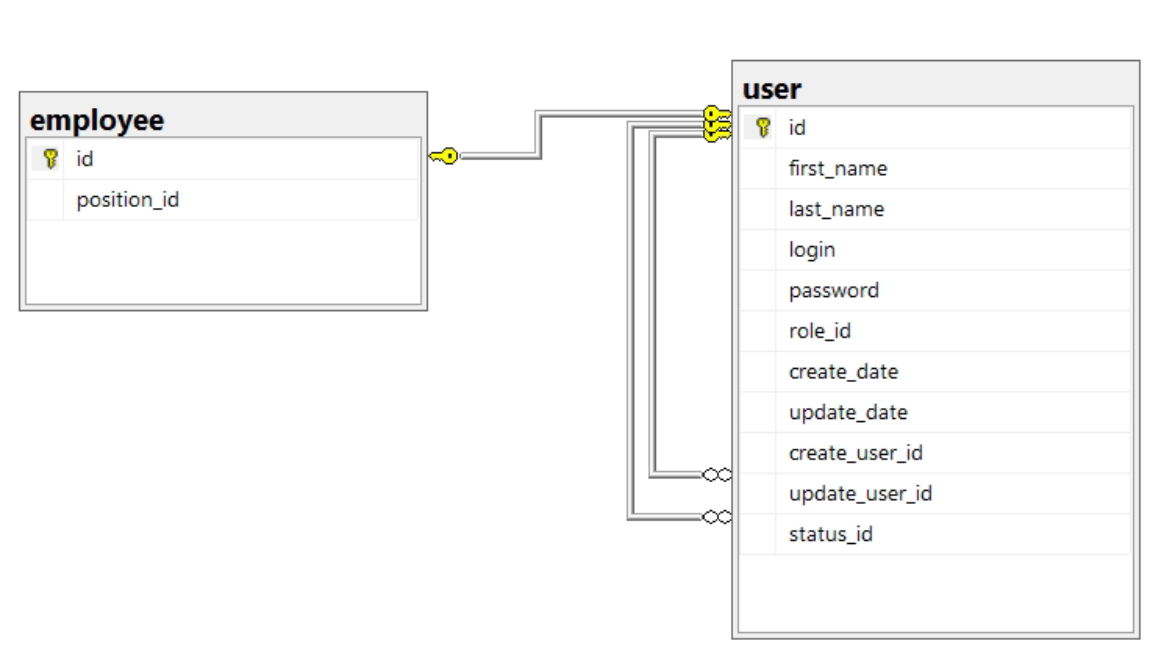 employee
id
position_id
user
id
first_name
last_name
login
password
role_id
create_date
update_date
create_user_id
update_user_id
status_id